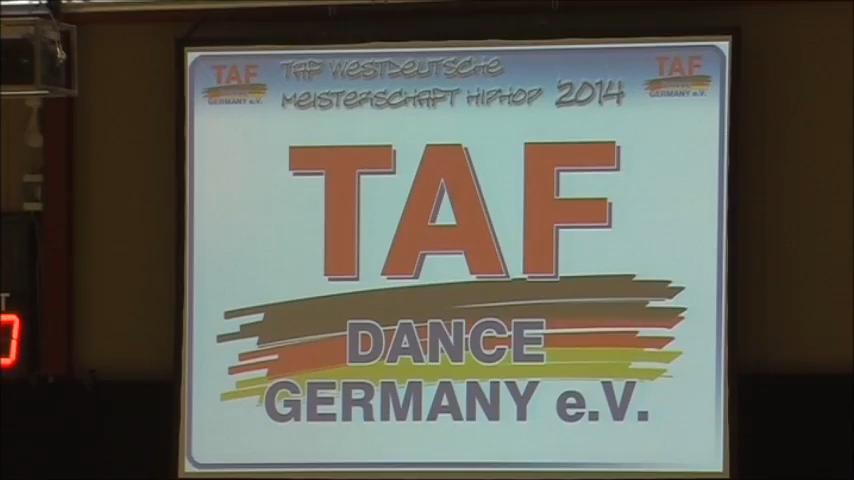 TAF
GERMANY e.V.
TAF WESTDEUTSCHE
MEISTERSCHAFT HIPHOP 2014
TAF
GERMANY e.V.
TAF
DANCE
GERMANY e.V.
T